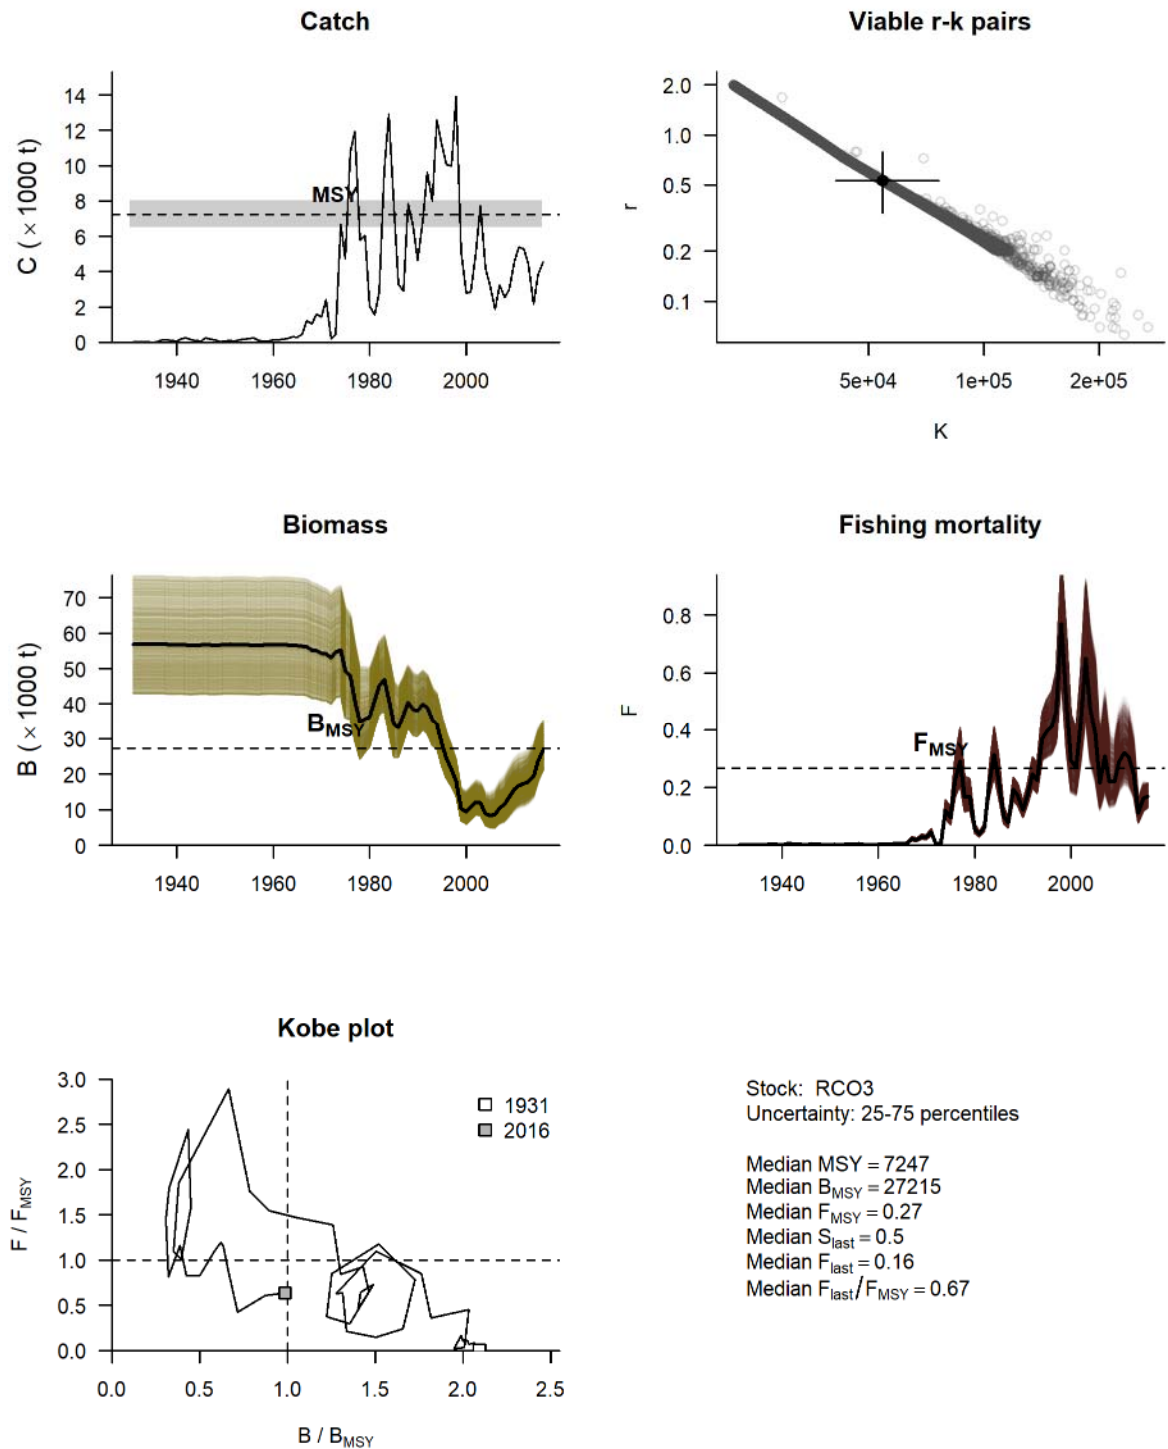 Catch
C ( × 1000 t)
14
12
10
8
6
4
2
0
MSY
1940 1960 1980 2000
Viable r-k pairs
r
2.0
1.0
0.5
0.2
0.1
5e+04 1e+05 2e+05
K
Biomass
B ( × 1000 t)
70
60
50
40
30
20
10
0
BMSY
1940 1960 1980 2000
Fishing mortality
F
0.8
0.6
0.4
0.2
0.0
FMSY
1940 1960 1980 2000
Kobe plot
F / FMSY
3.0
2.5
2.0
1.5
1.0
0.5
0.0
1931
2016
0.0 0.5 1.0 1.5 2.0 2.5
B / BMSY
Stock: RCO3
Uncertainty: 25-75 percentiles
Median MSY = 7247
Median BMSY = 27215
Median FMSY = 0.27
Median Slast = 0.5
Median Flast = 0.16
Median Flast/FMSY = 0.67